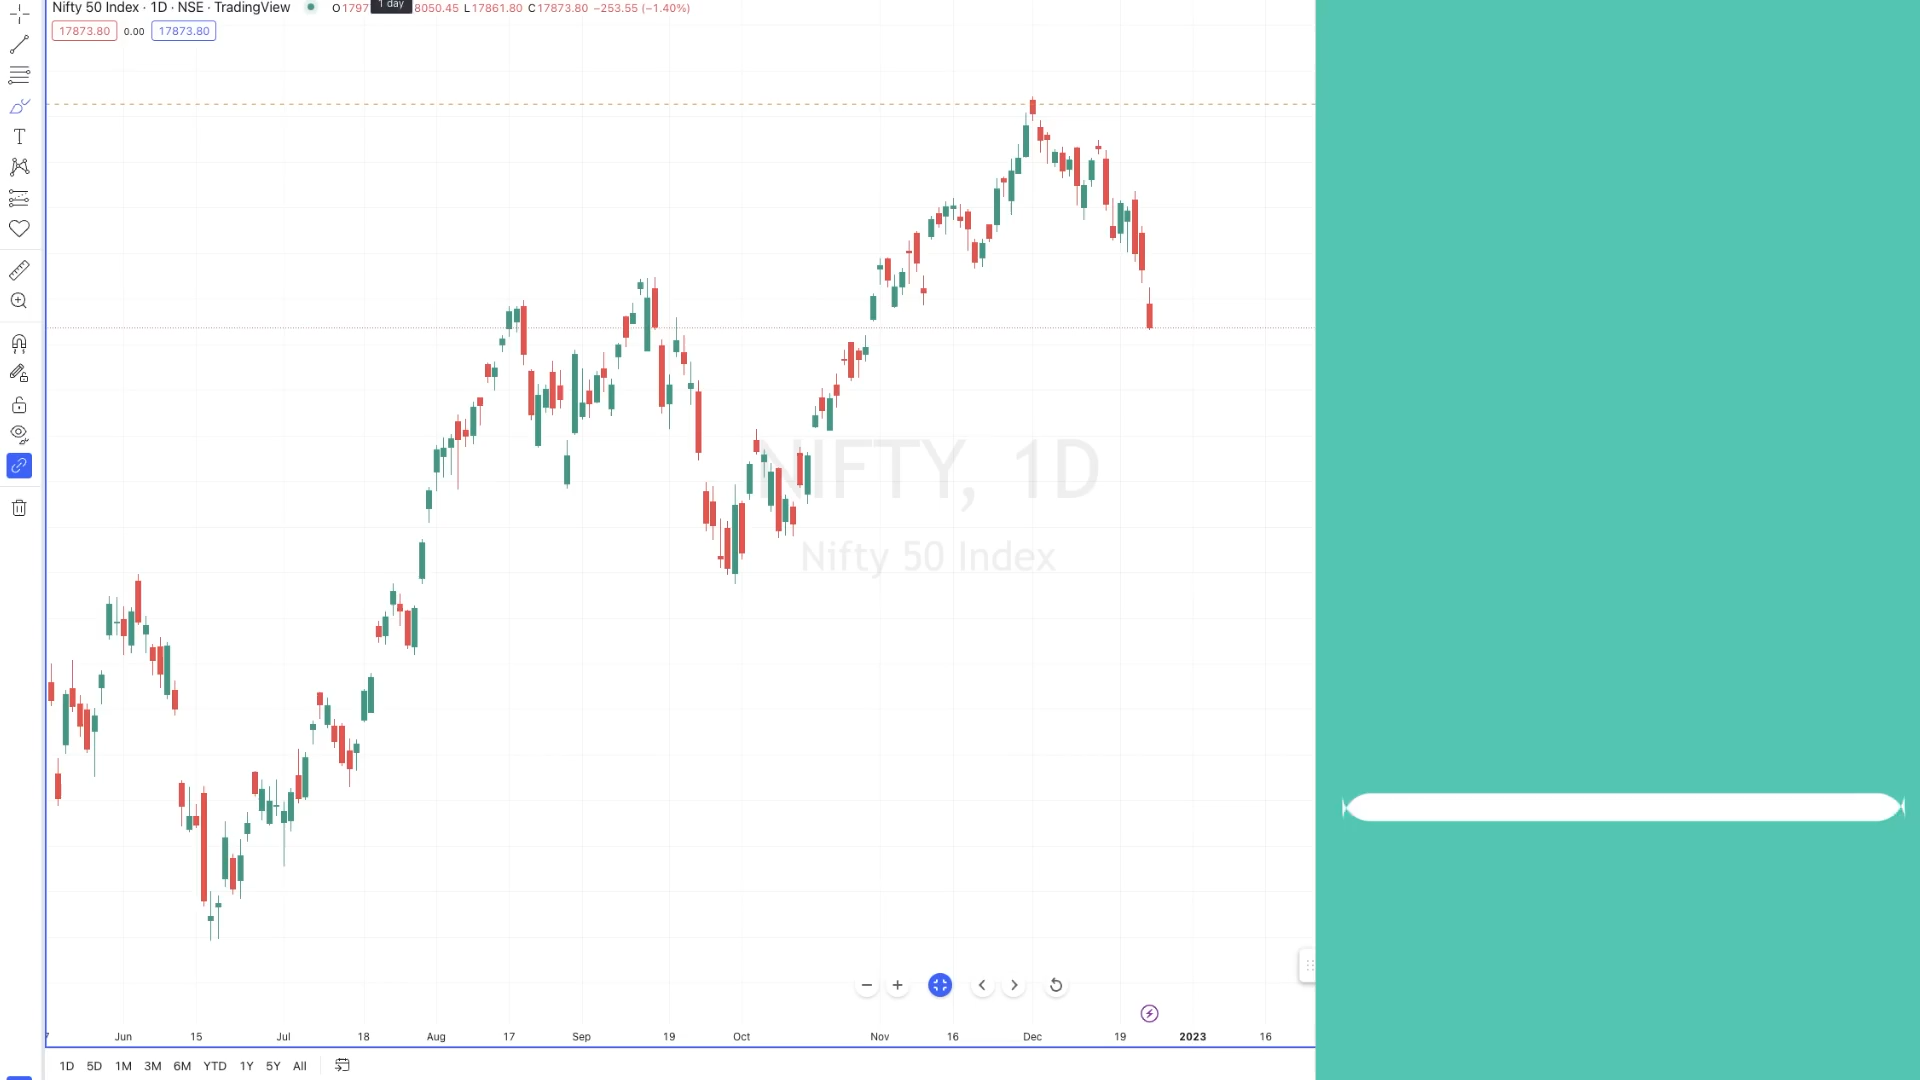 Nifty 50 Index · 1D · NSE · TradingView O1797 8050.45 L17861.80 C17873.80 −253.55 (−1.40%)
1 day
17873.80 0.00 17873.80
NIFTY, 1D
Nifty 50 Index
Jun 15 Jul 18 Aug 17 Sep 19 Oct Nov 16 Dec 19 2023 16
1D 5D 1M 3M 6M YTD 1Y 5Y All